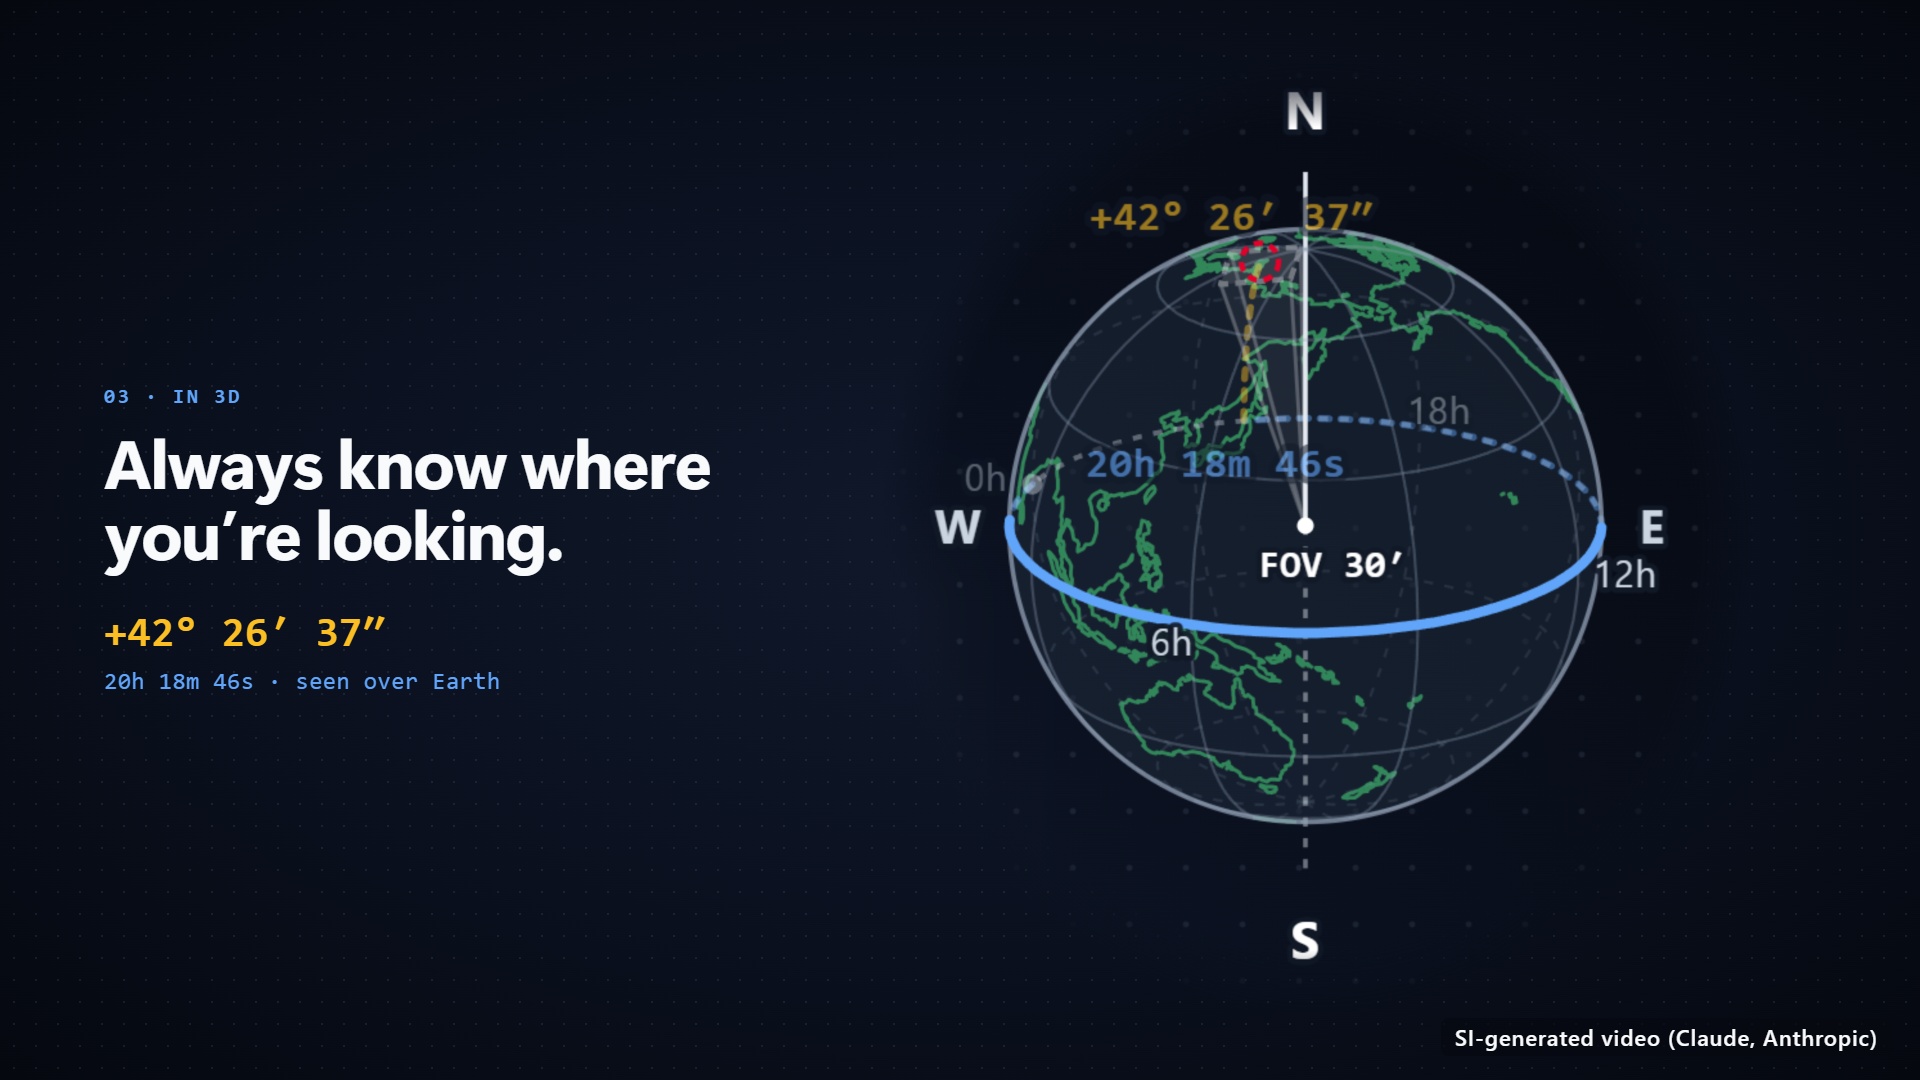 03 · IN 3D
Always know where
you’re looking.
+42° 26′ 37″
20h 18m 46s · seen over Earth
N
+42° 26′ 37″
18h
20h 18m 46s
0h
W
E
FOV 30′
12h
6h
S
SI-generated video (Claude, Anthropic)